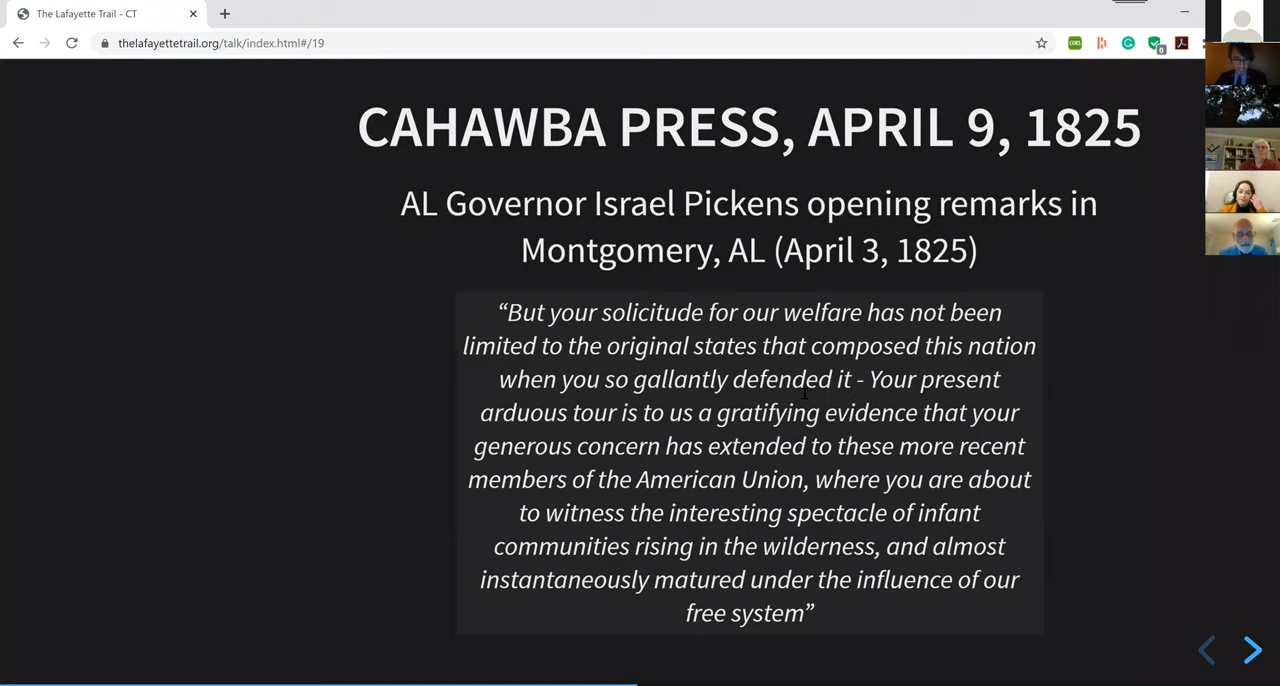 The Lafayette Trail - CT
thelafayettetrail.org/talk/index.html#/19
CORS
0
CAHAWBA PRESS, APRIL 9, 1825
AL Governor Israel Pickens opening remarks in
Montgomery, AL (April 3, 1825)
“But your solicitude for our welfare has not been
limited to the original states that composed this nation
when you so gallantly defended it - Your present
arduous tour is to us a gratifying evidence that your
generous concern has extended to these more recent
members of the American Union, where you are about
to witness the interesting spectacle of infant
communities rising in the wilderness, and almost
instantaneously matured under the influence of our
free system”